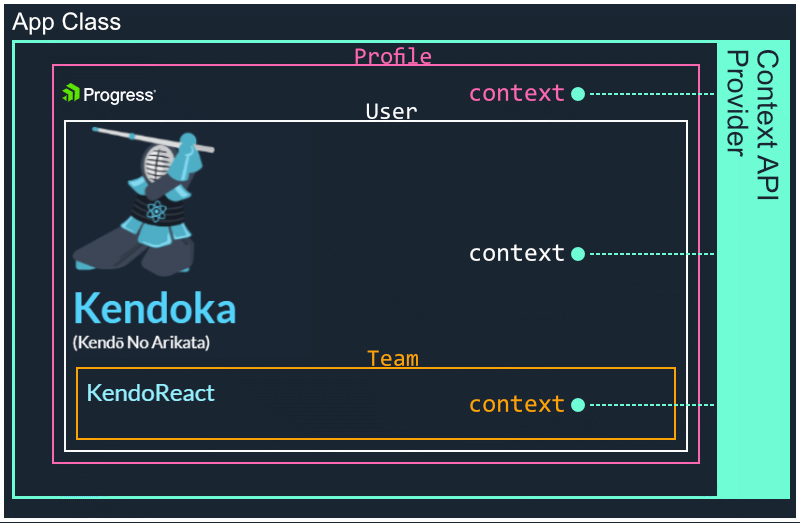 App Class
Profile
Progress
context
User
context
Kendoka
(Kendō No Arikata)
Team
KendoReact
context
Context API
Provider